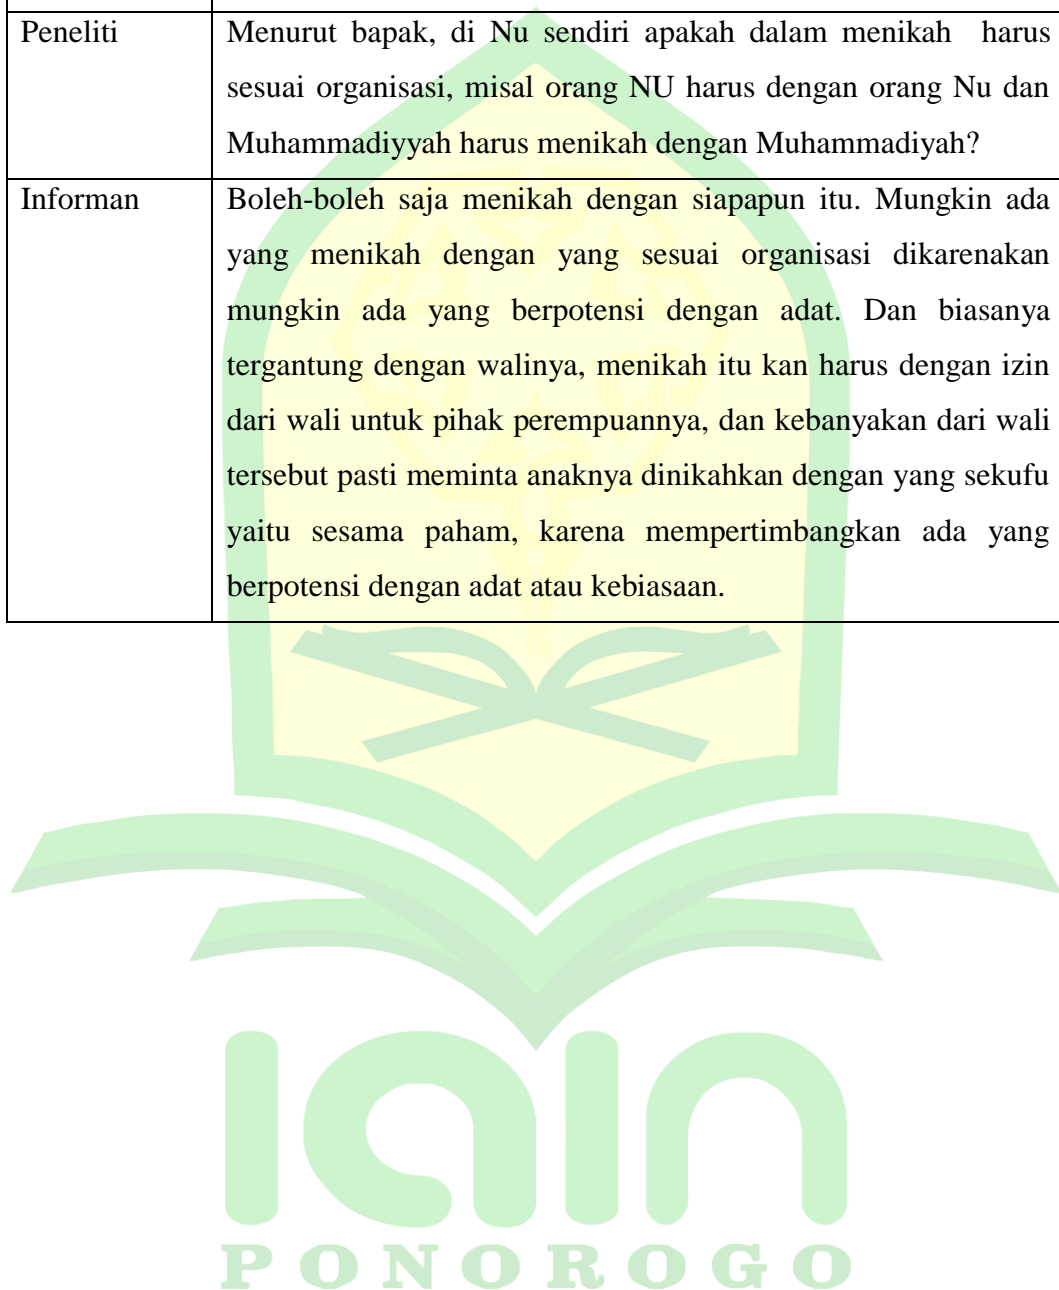 Peneliti Menurut bapak, di Nu sendiri apakah dalam menikah harus
sesuai organisasi, misal orang NU harus dengan orang Nu dan
Muhammadiyyah harus menikah dengan Muhammadiyah?
Informan Boleh-boleh saja menikah dengan siapapun itu. Mungkin ada
yang menikah dengan yang sesuai organisasi dikarenakan
mungkin ada yang berpotensi dengan adat. Dan biasanya
tergantung dengan walinya, menikah itu kan harus dengan izin
dari wali untuk pihak perempuannya, dan kebanyakan dari wali
tersebut pasti meminta anaknya dinikahkan dengan yang sekufu
yaitu sesama paham, karena mempertimbangkan ada yang
berpotensi dengan adat atau kebiasaan.
iain
PONOROGO